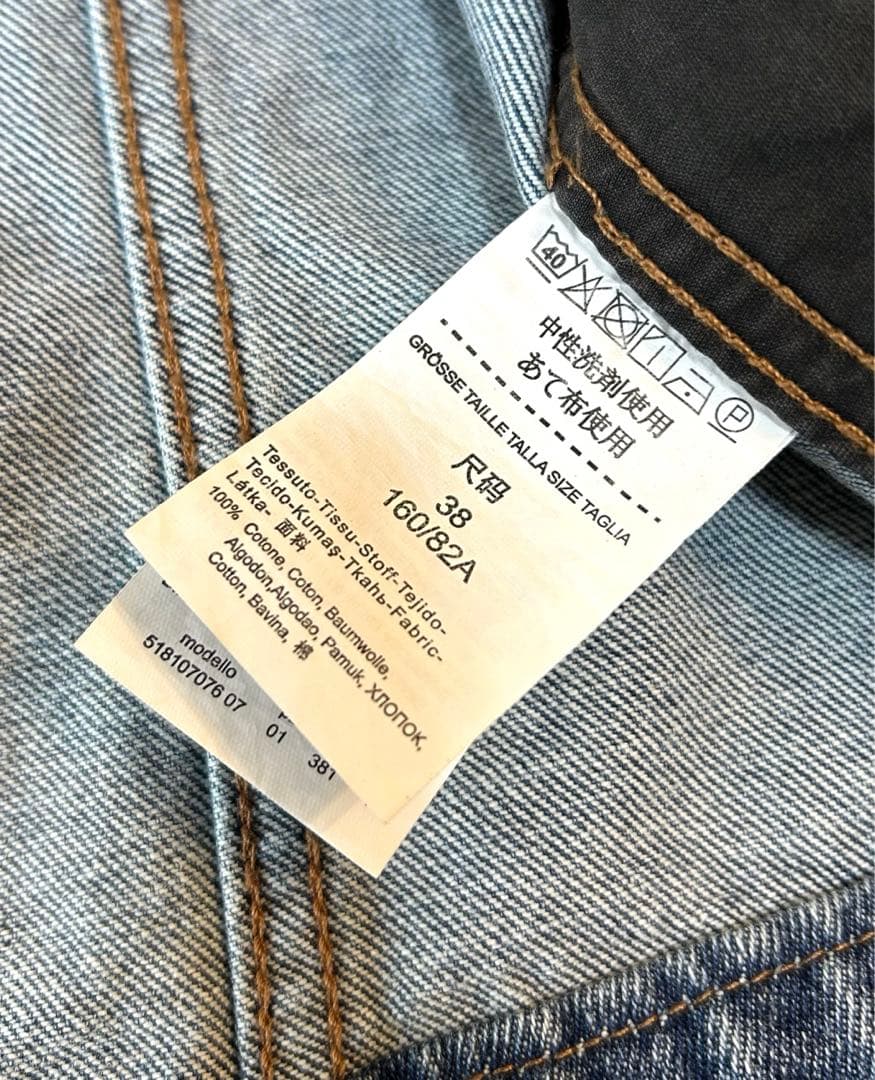 40
P
中性洗剤使用
あて布使用
GRÖSSE TAILLE TALLA SIZE TAGLIA
尺码
38
160/82A
Tessuto-Tissu-Stoff-Tejido-
Tecido-Kumaş-Ткань-Fabric-
Látka- 面料
100% Cotone, Coton, Baumwolle,
Algodon,Algodao, Pamuk, ХЛОПОК,
Cotton, Bavlna, 棉
modello
518107076 07
01
381